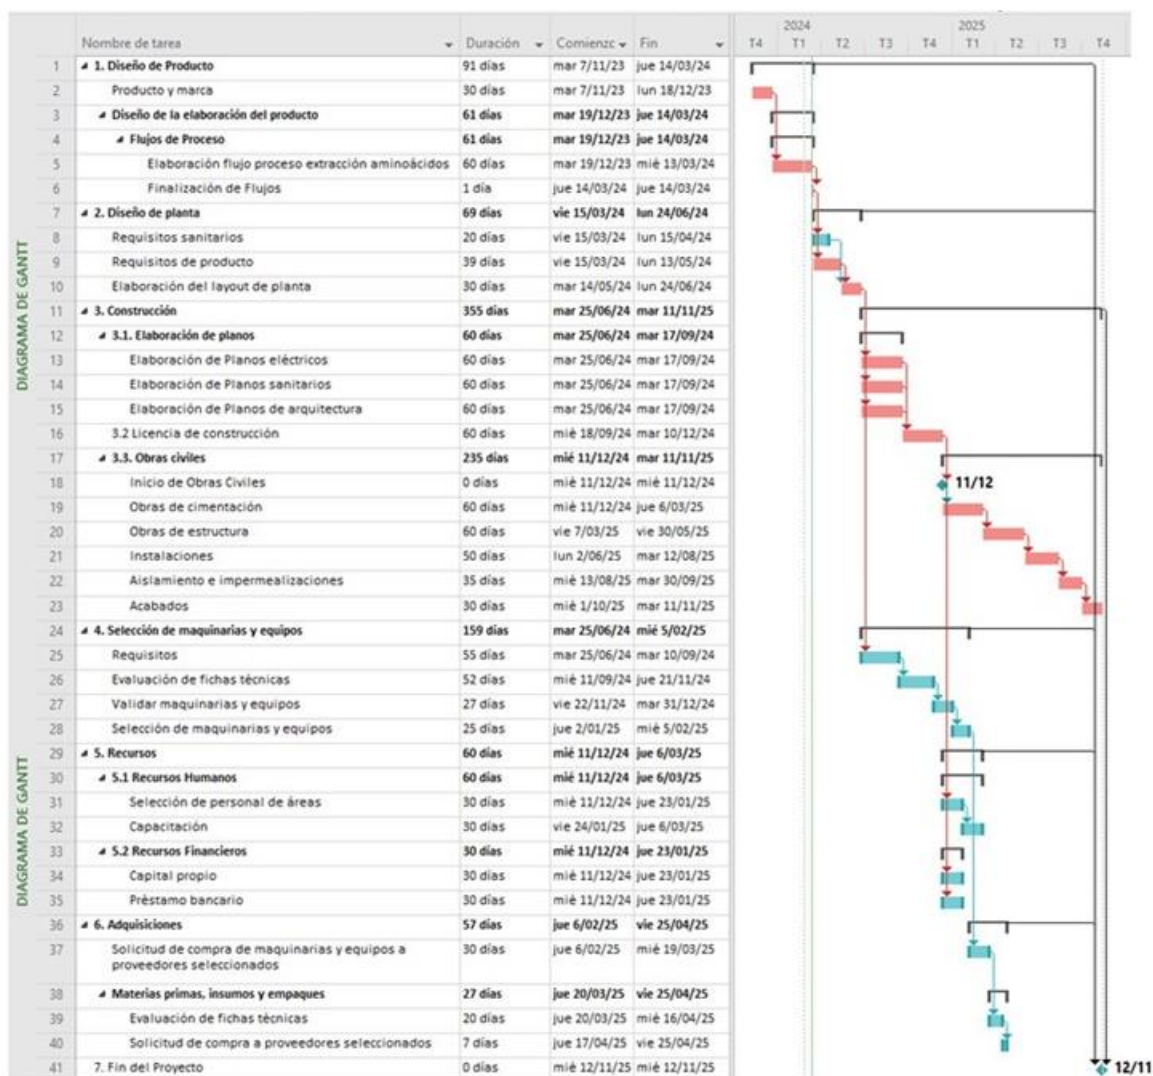 2024 2025
Nombre de tarea Duración Comienzc Fin T4 T1 T2 T3 T4 T1 T2 T3 T4
DIAGRAMA DE GANTT
DIAGRAMA DE GANTT
1 1. Diseño de Producto 91 días mar 7/11/23 jue 14/03/24
2 Producto y marca 30 días mar 7/11/23 lun 18/12/23
3 Diseño de la elaboración del producto 61 días mar 19/12/23 jue 14/03/24
4 Flujos de Proceso 61 días mar 19/12/23 jue 14/03/24
5 Elaboración flujo proceso extracción aminoácidos 60 días mar 19/12/23 mié 13/03/24
6 Finalización de Flujos 1 día jue 14/03/24 jue 14/03/24
7 2. Diseño de planta 69 días vie 15/03/24 lun 24/06/24
8 Requisitos sanitarios 20 días vie 15/03/24 lun 15/04/24
9 Requisitos de producto 39 días vie 15/03/24 lun 13/05/24
10 Elaboración del layout de planta 30 días mar 14/05/24 lun 24/06/24
11 3. Construcción 355 días mar 25/06/24 mar 11/11/25
12 3.1. Elaboración de planos 60 días mar 25/06/24 mar 17/09/24
13 Elaboración de Planos eléctricos 60 días mar 25/06/24 mar 17/09/24
14 Elaboración de Planos sanitarios 60 días mar 25/06/24 mar 17/09/24
15 Elaboración de Planos de arquitectura 60 días mar 25/06/24 mar 17/09/24
16 3.2 Licencia de construcción 60 días mié 18/09/24 mar 10/12/24
17 3.3. Obras civiles 235 días mié 11/12/24 mar 11/11/25
18 Inicio de Obras Civiles 0 días mié 11/12/24 mié 11/12/24 11/12
19 Obras de cimentación 60 días mié 11/12/24 jue 6/03/25
20 Obras de estructura 60 días vie 7/03/25 vie 30/05/25
21 Instalaciones 50 días lun 2/06/25 mar 12/08/25
22 Aislamiento e impermealizaciones 35 días mié 13/08/25 mar 30/09/25
23 Acabados 30 días mié 1/10/25 mar 11/11/25
24 4. Selección de maquinarias y equipos 159 días mar 25/06/24 mié 5/02/25
25 Requisitos 55 días mar 25/06/24 mar 10/09/24
26 Evaluación de fichas técnicas 52 días mié 11/09/24 jue 21/11/24
27 Validar maquinarias y equipos 27 días vie 22/11/24 mar 31/12/24
28 Selección de maquinarias y equipos 25 días jue 2/01/25 mié 5/02/25
29 5. Recursos 60 días mié 11/12/24 jue 6/03/25
30 5.1 Recursos Humanos 60 días mié 11/12/24 jue 6/03/25
31 Selección de personal de áreas 30 días mié 11/12/24 jue 23/01/25
32 Capacitación 30 días vie 24/01/25 jue 6/03/25
33 5.2 Recursos Financieros 30 días mié 11/12/24 jue 23/01/25
34 Capital propio 30 días mié 11/12/24 jue 23/01/25
35 Préstamo bancario 30 días mié 11/12/24 jue 23/01/25
36 6. Adquisiciones 57 días jue 6/02/25 vie 25/04/25
37 Solicitud de compra de maquinarias y equipos a 30 días jue 6/02/25 mié 19/03/25
proveedores seleccionados
38 Materias primas, insumos y empaques 27 días jue 20/03/25 vie 25/04/25
39 Evaluación de fichas técnicas 20 días jue 20/03/25 mié 16/04/25
40 Solicitud de compra a proveedores seleccionados 7 días jue 17/04/25 vie 25/04/25
41 7. Fin del Proyecto 0 días mié 12/11/25 mié 12/11/25 12/11